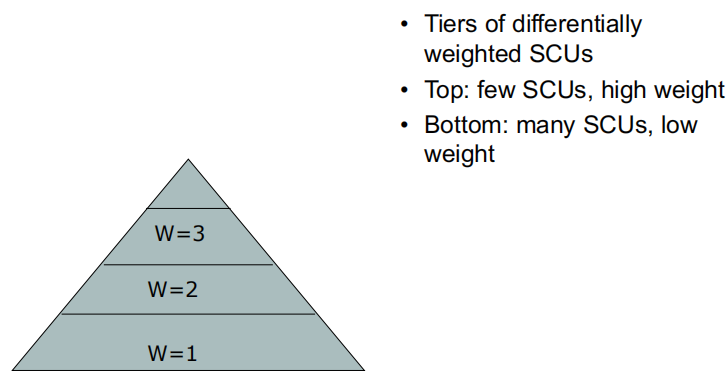 • Tiers of differentially
weighted SCUs
• Top: few SCUs, high weight
• Bottom: many SCUs, low
weight
W=3
W=2
W=1